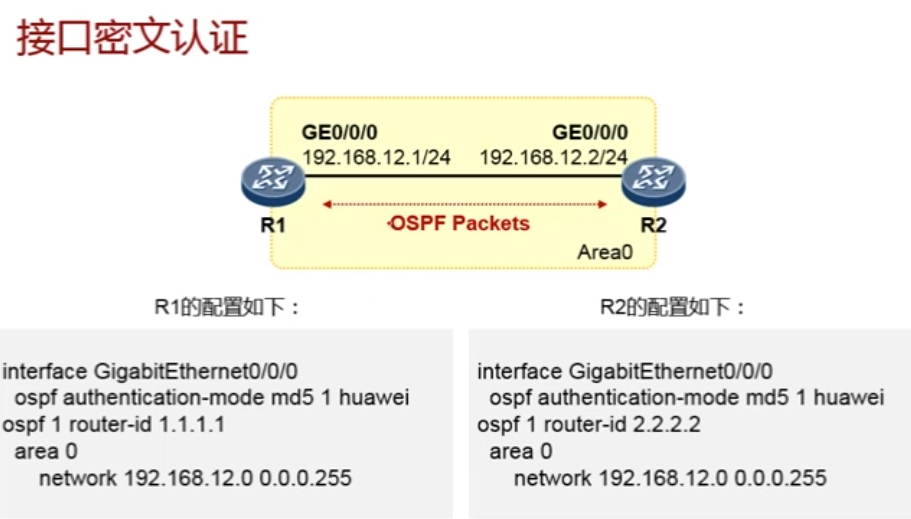 接口密文认证
GE0/0/0 GE0/0/0
192.168.12.1/24 192.168.12.2/24
R1 OSPF Packets R2
Area0
R1的配置如下：
interface GigabitEthernet0/0/0
ospf authentication-mode md5 1 huawei
ospf 1 router-id 1.1.1.1
area 0
network 192.168.12.0 0.0.0.255
R2的配置如下：
interface GigabitEthernet0/0/0
ospf authentication-mode md5 1 huawei
ospf 1 router-id 2.2.2.2
area 0
network 192.168.12.0 0.0.0.255